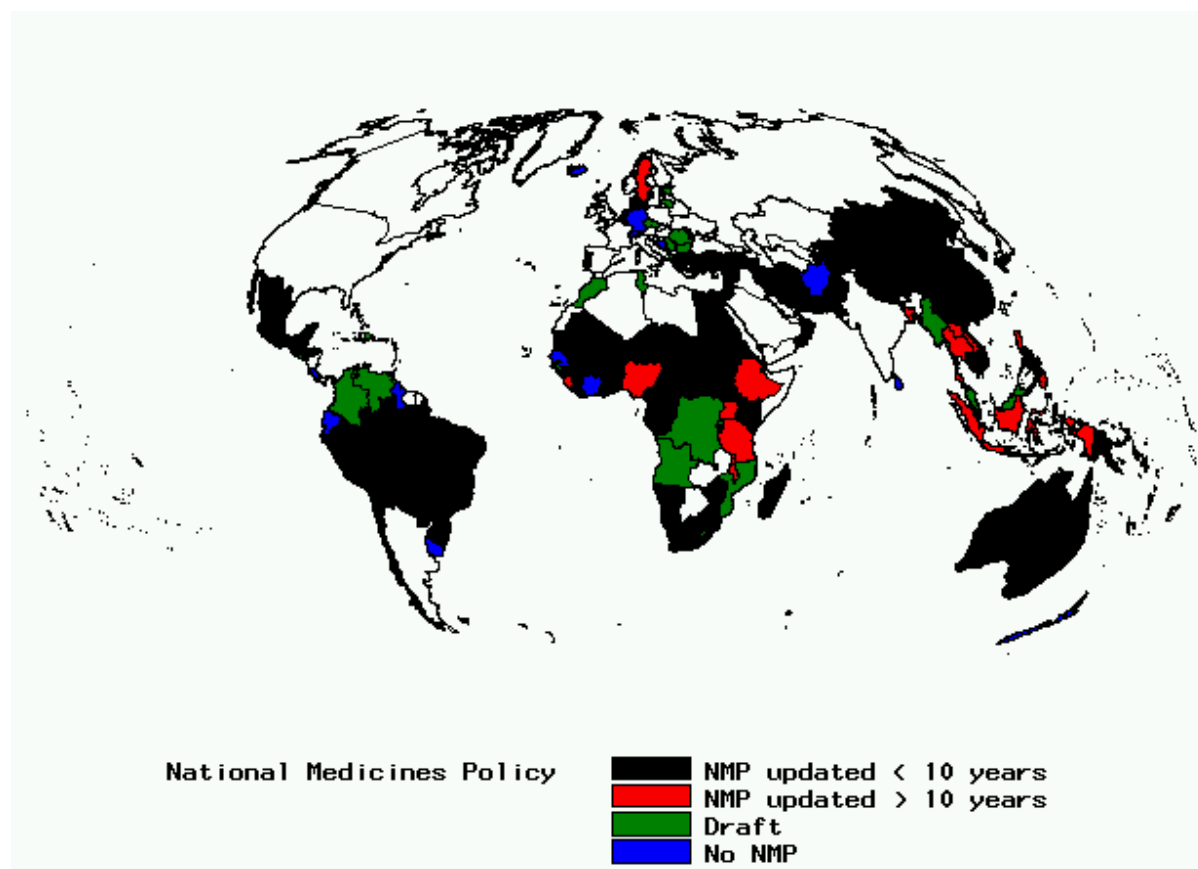 National Medicines Policy
NMP updated < 10 years
NMP updated > 10 years
Draft
No NMP